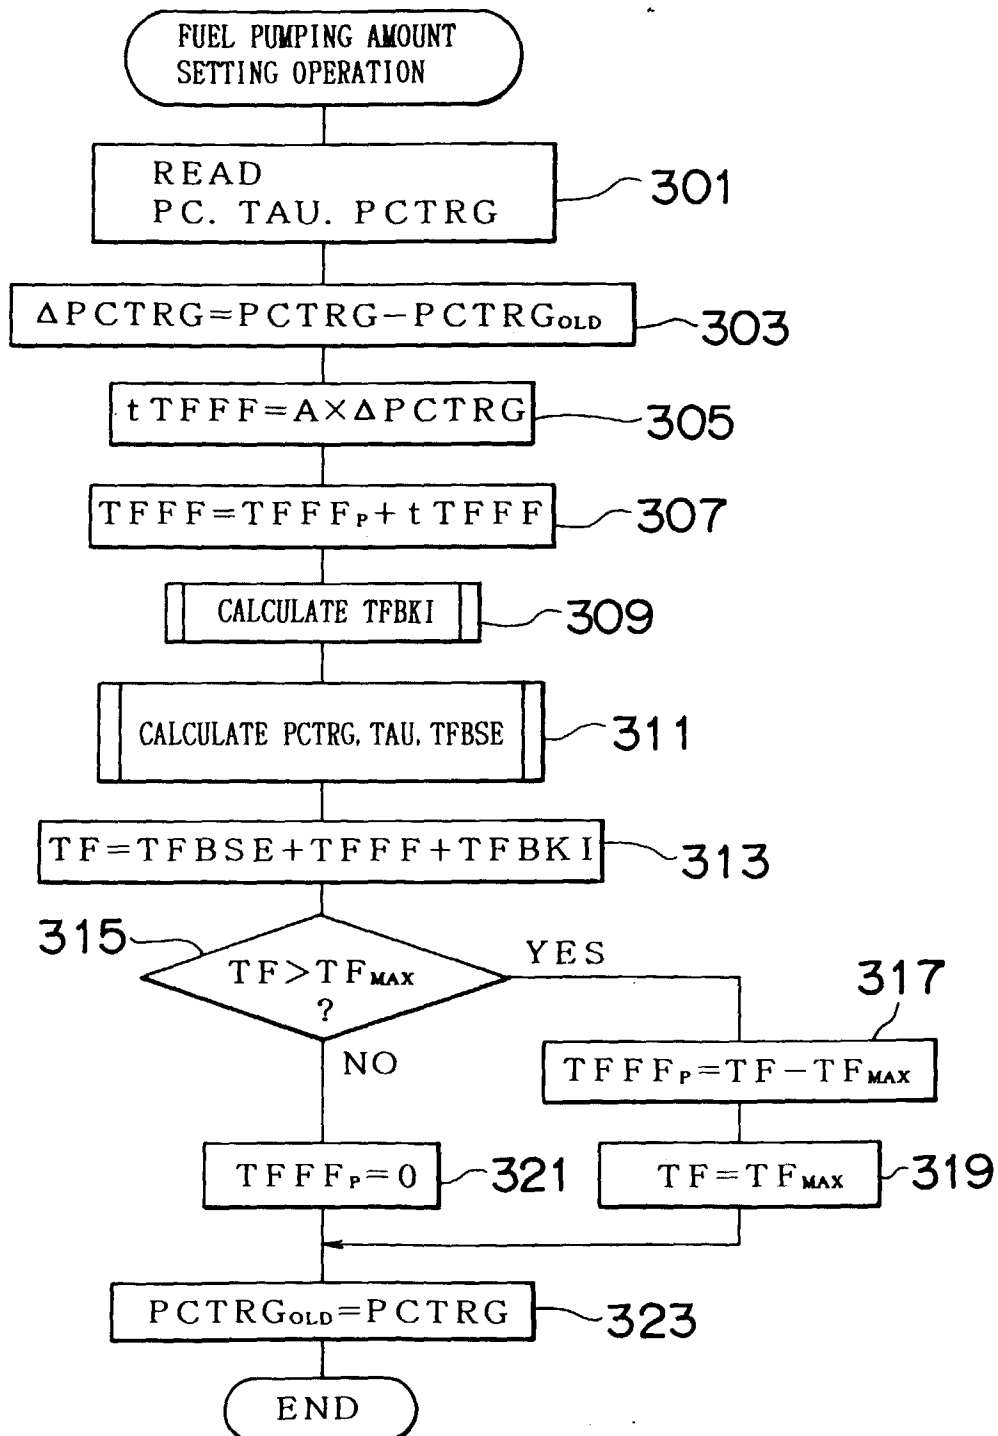 FUEL PUMPING AMOUNT
SETTING OPERATION
READ
PC. TAU. PCTRG
301
ΔPCTRG=PCTRG-PCTRGOLD
303
tTFFF=A×ΔPCTRG
305
TFFF=TFFFP+tTFFF
307
CALCULATE TFBKI
309
CALCULATE PCTRG, TAU, TFBSE
311
TF=TFBSE+TFFF+TFBKI
313
315
TF>TFMAX
?
YES
NO
317
TFFFP=TF-TFMAX
TFFFP=0
321
TF=TFMAX
319
PCTRGOLD=PCTRG
323
END